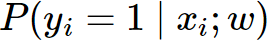 P(y_i = 1 | x_i; w)